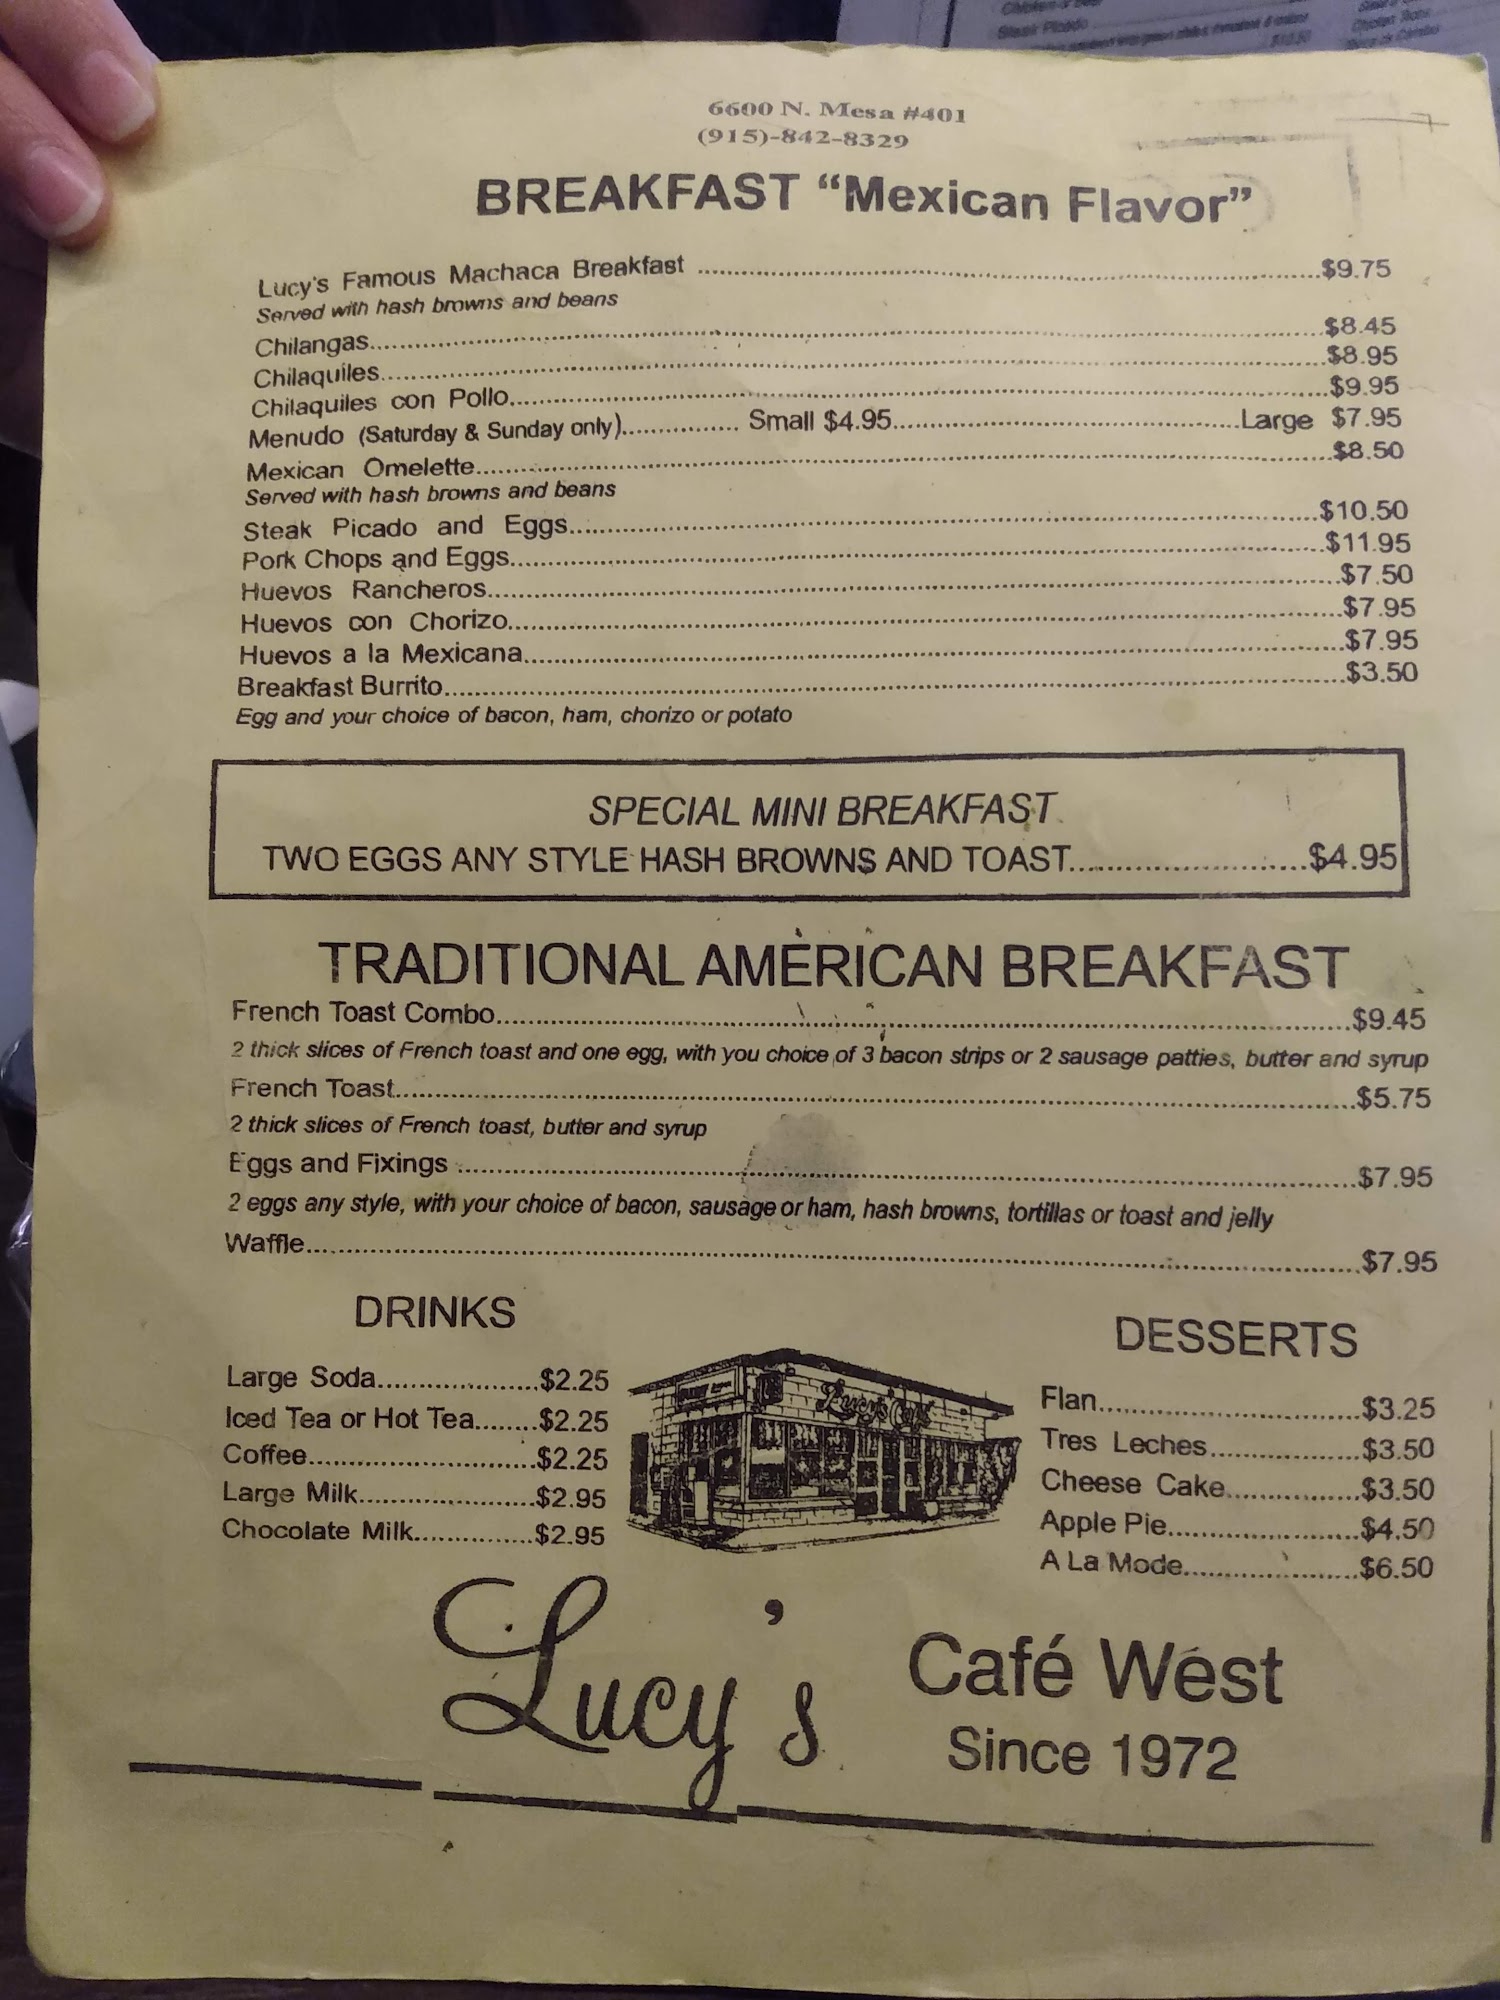 6600 N. Mesa #401
(915)-842-8329
BREAKFAST “Mexican Flavor”
Lucy's Famous Machaca Breakfast ........ $9.75
Served with hash browns and beans
Chilangas........ $8.45
Chilaquiles........ $8.95
Chilaquiles con Pollo........ $9.95
Menudo (Saturday & Sunday only)........ Small $4.95........ Large $7.95
Mexican Omelette........ $8.50
Served with hash browns and beans
Steak Picado and Eggs........ $10.50
Pork Chops and Eggs........ $11.95
Huevos Rancheros........ $7.50
Huevos con Chorizo........ $7.95
Huevos a la Mexicana........ $7.95
Breakfast Burrito........ $3.50
Egg and your choice of bacon, ham, chorizo or potato
SPECIAL MINI BREAKFAST
TWO EGGS ANY STYLE HASH BROWNS AND TOAST........ $4.95
TRADITIONAL AMERICAN BREAKFAST
French Toast Combo........ $9.45
2 thick slices of French toast and one egg, with you choice of 3 bacon strips or 2 sausage patties, butter and syrup
French Toast........ $5.75
2 thick slices of French toast, butter and syrup
Eggs and Fixings ........ $7.95
2 eggs any style, with your choice of bacon, sausage or ham, hash browns, tortillas or toast and jelly
Waffle........ $7.95
DRINKS
Large Soda........ $2.25
Iced Tea or Hot Tea........ $2.25
Coffee........ $2.25
Large Milk........ $2.95
Chocolate Milk........ $2.95
Lucy's Café
DESSERTS
Flan........ $3.25
Tres Leches........ $3.50
Cheese Cake........ $3.50
Apple Pie........ $4.50
A La Mode........ $6.50
Lucy's Café West
Since 1972
Steak Picado